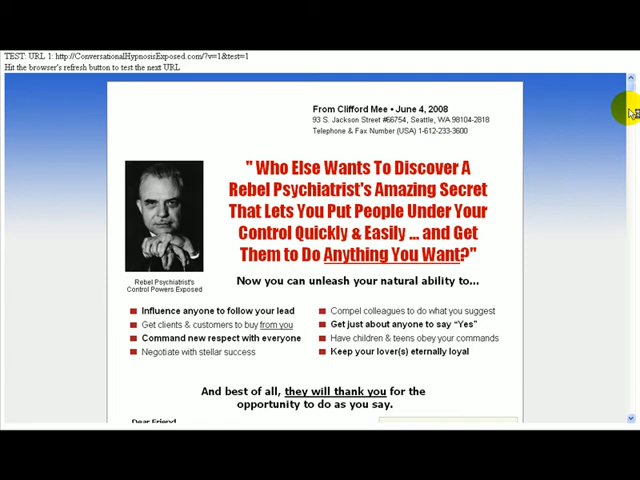 TEST: URL 1: http://ConversationalHypnosisExposed.com/?v=1&test=1
Hit the browser's refresh button to test the next URL
From Clifford Mee • June 4, 2008
93 S. Jackson Street #66754, Seattle, WA 98104-2818
Telephone & Fax Number (USA) 1-612-233-3600
" Who Else Wants To Discover A
Rebel Psychiatrist's Amazing Secret
That Lets You Put People Under Your
Control Quickly & Easily ... and Get
Them to Do Anything You Want?"
Rebel Psychiatrist's
Control Powers Exposed
Now you can unleash your natural ability to...
Influence anyone to follow your lead
Get clients & customers to buy from you
Command new respect with everyone
Negotiate with stellar success
Compel colleagues to do what you suggest
Get just about anyone to say “Yes”
Have children & teens obey your commands
Keep your lover(s) eternally loyal
And best of all, they will thank you for the
opportunity to do as you say.
Dear Friend